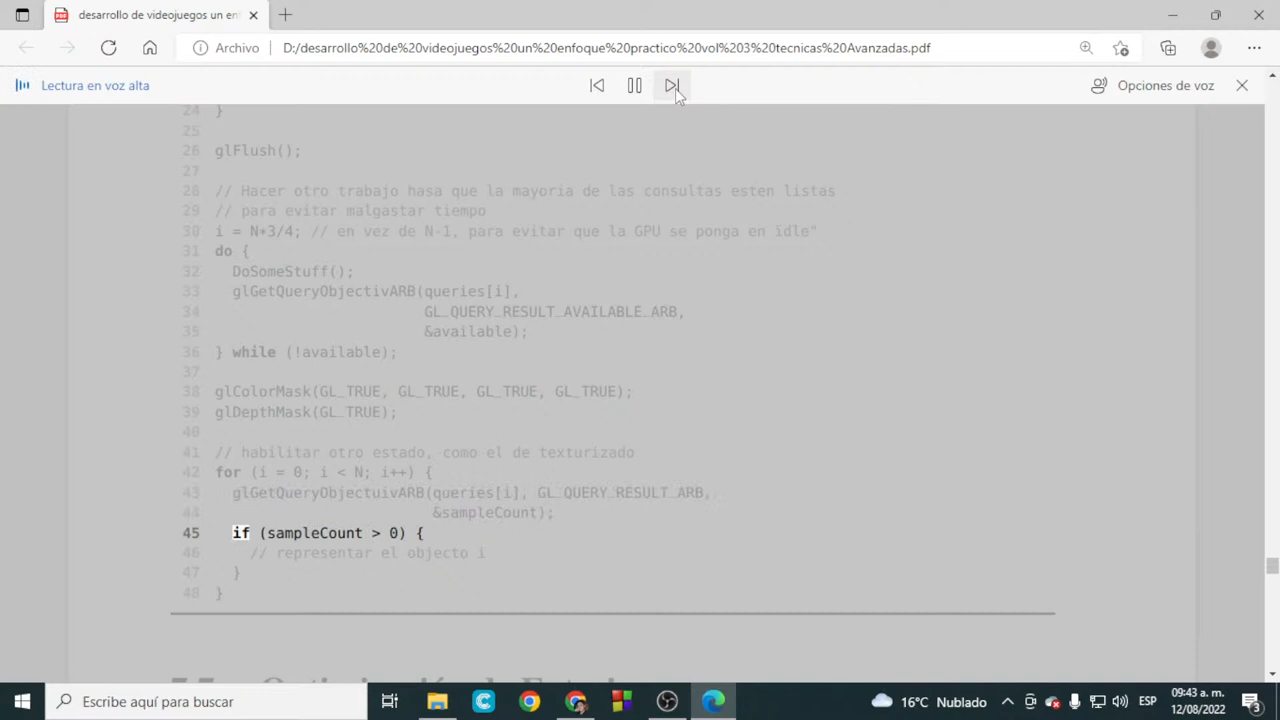 desarrollo de videojuegos un en
Archivo
D:/desarrollo%20de%20videojuegos%20un%20enfoque%20practico%20vol%203%20tecnicas%20Avanzadas.pdf
Lectura en voz alta
Opciones de voz
24 }
25
26 glFlush();
27
28 // Hacer otro trabajo hasa que la mayoria de las consultas esten listas
29 // para evitar malgastar tiempo
30 i = N*3/4; // en vez de N-1, para evitar que la GPU se ponga en idle"
31 do {
32 DoSomeStuff();
33 glGetQueryObjectivARB(queries[i],
34 GL_QUERY_RESULT_AVAILABLE_ARB,
35 &available);
36 } while (!available);
37
38 glColorMask(GL_TRUE, GL_TRUE, GL_TRUE, GL_TRUE);
39 glDepthMask(GL_TRUE);
40
41 // habilitar otro estado, como el de texturizado
42 for (i = 0; i < N; i++) {
43 glGetQueryObjectuivARB(queries[i], GL_QUERY_RESULT_ARB,
44 &sampleCount);
45 if (sampleCount > 0) {
46 // representar el objecto i
47 }
48 }
Escribe aquí para buscar
16°C Nublado
ESP
09:43 a. m.
12/08/2022
3